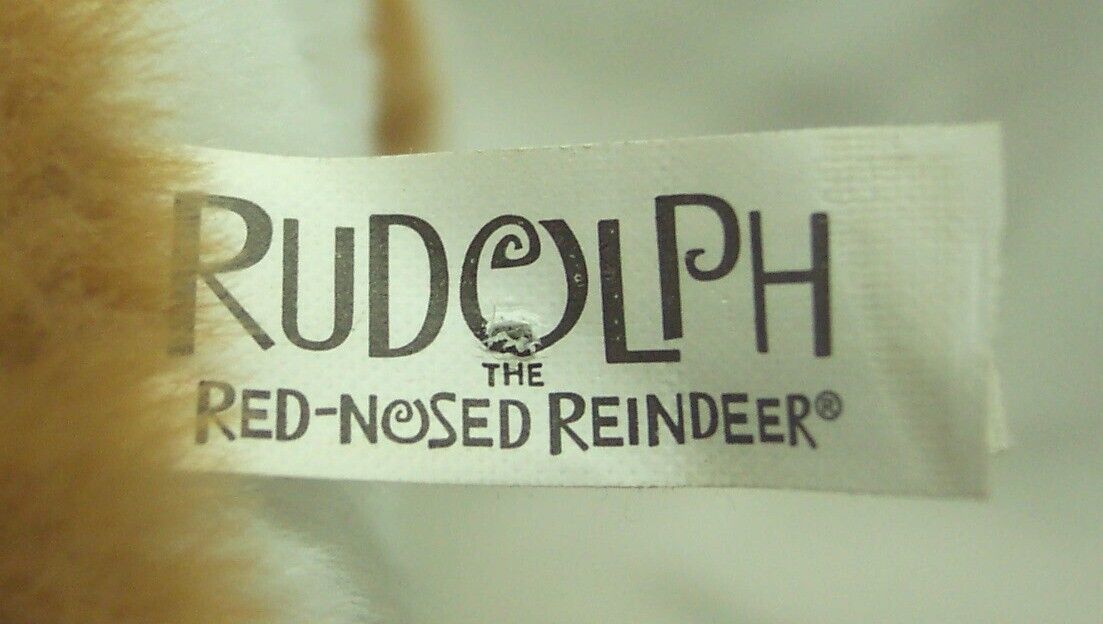 RUDOLPH
THE
RED-NOSED REINDEER®